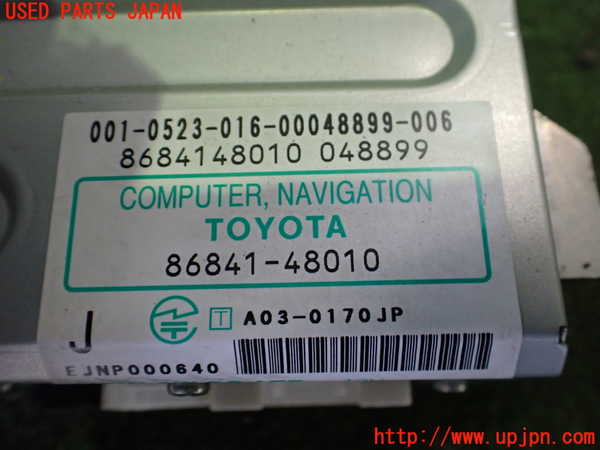 USED PARTS JAPAN
001-0523-016-00048899-006
8684148010 048899
COMPUTER, NAVIGATION
TOYOTA
86841-48010
J
T A03-0170JP
EJNP000640
http://www.upjpn.com/